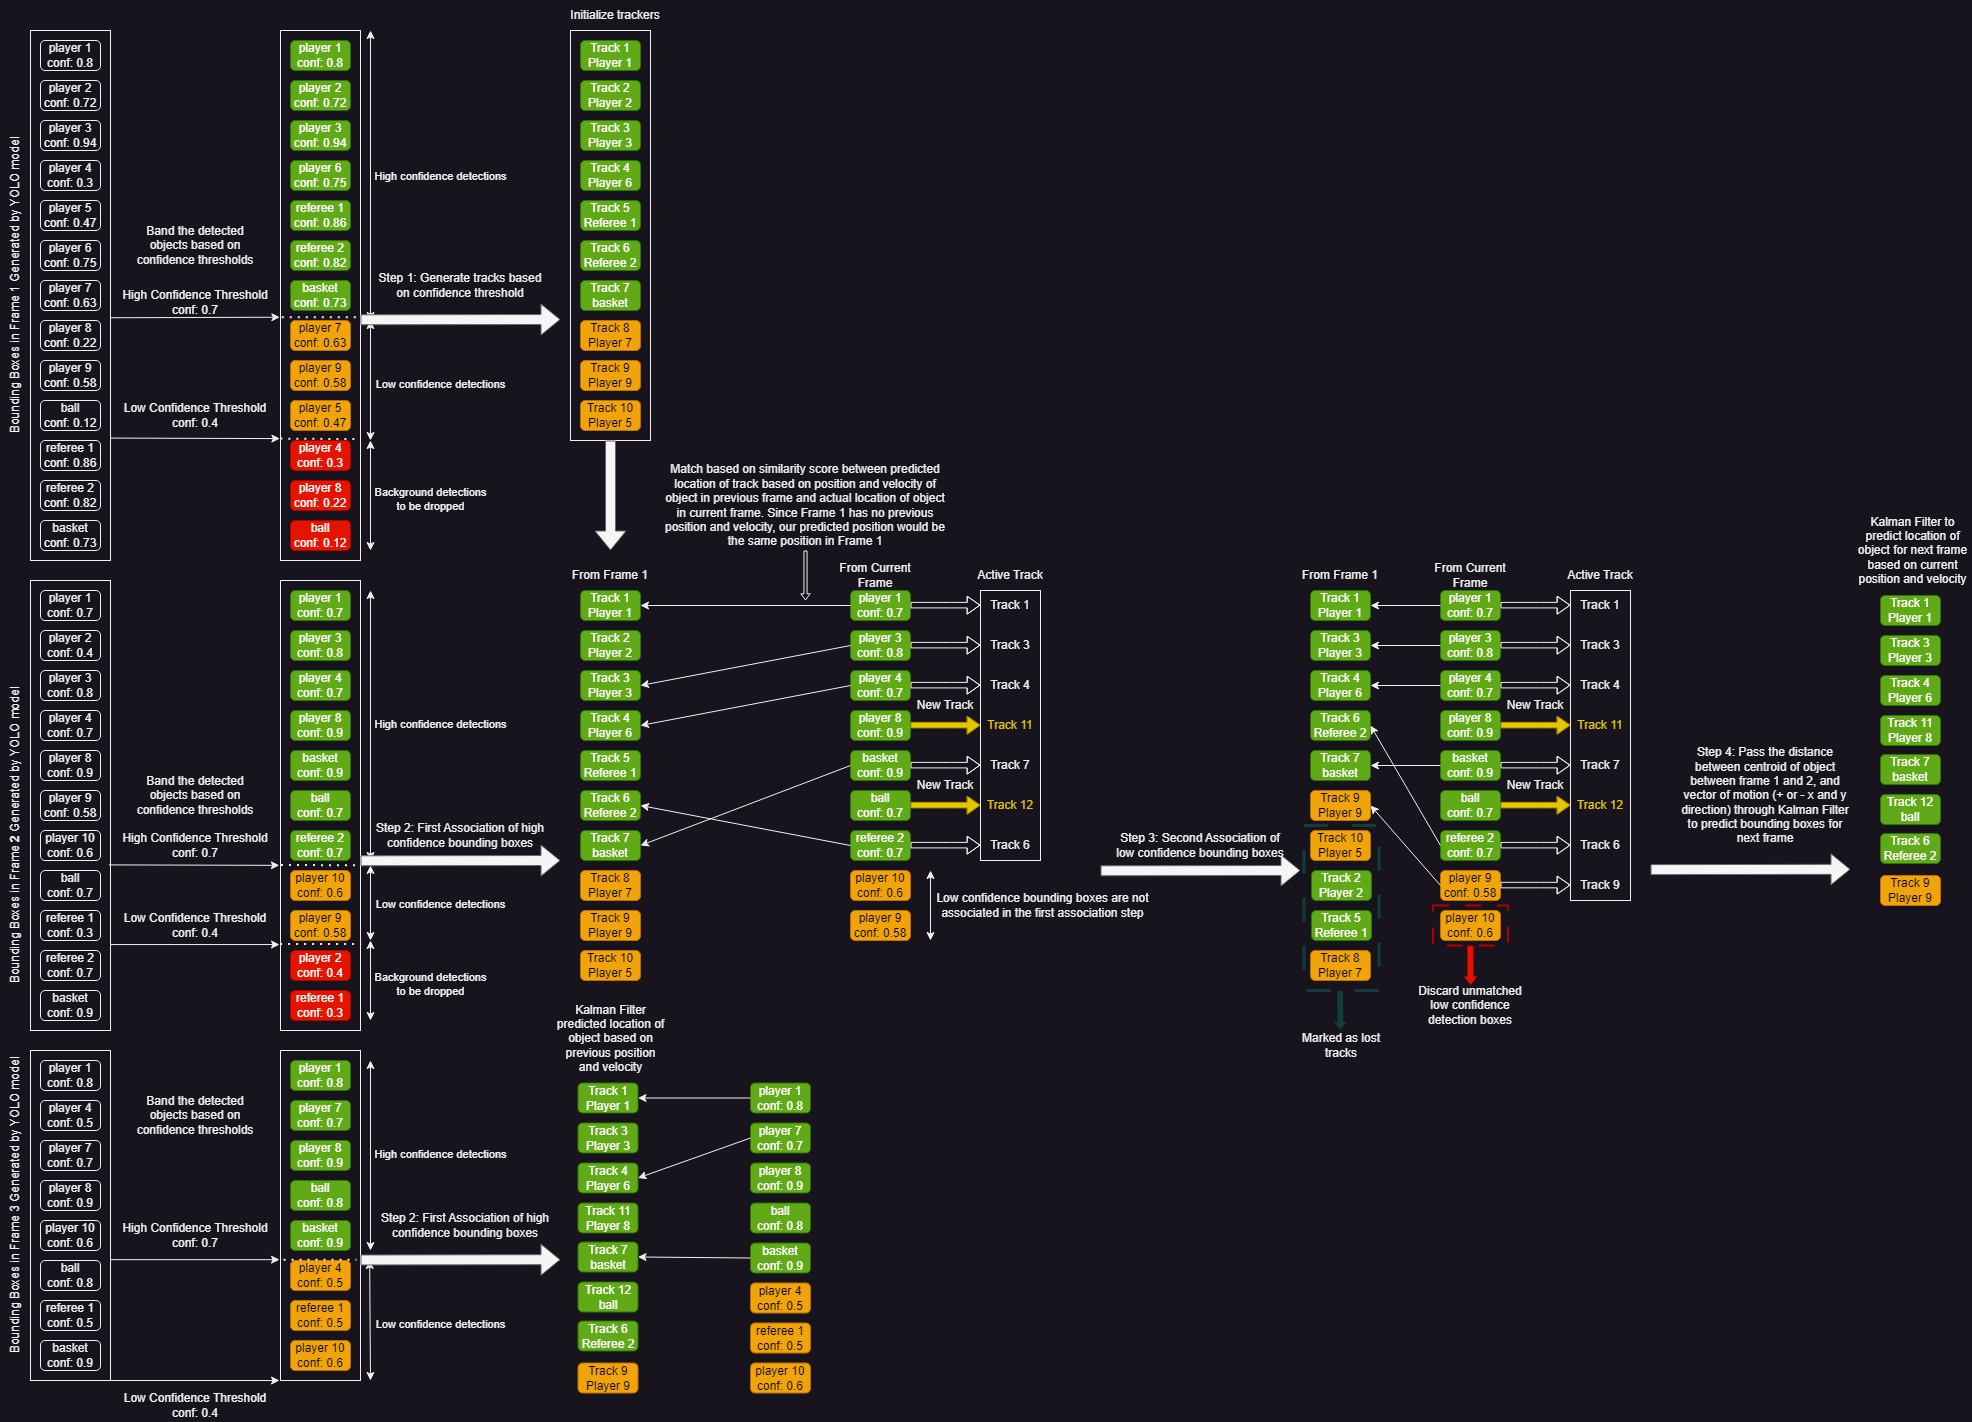 Initialize trackers
Bounding Boxes in Frame 1 Generated by YOLO model
player 1
conf: 0.8
player 2
conf: 0.72
player 3
conf: 0.94
player 4
conf: 0.3
player 5
conf: 0.47
player 6
conf: 0.75
player 7
conf: 0.63
player 8
conf: 0.22
player 9
conf: 0.58
ball
conf: 0.12
referee 1
conf: 0.86
referee 2
conf: 0.82
basket
conf: 0.73
Band the detected
objects based on
confidence thresholds
High Confidence Threshold
conf: 0.7
Low Confidence Threshold
conf: 0.4
player 1
conf: 0.8
player 2
conf: 0.72
player 3
conf: 0.94
player 6
conf: 0.75
referee 1
conf: 0.86
referee 2
conf: 0.82
basket
conf: 0.73
player 7
conf: 0.63
player 9
conf: 0.58
player 5
conf: 0.47
player 4
conf: 0.3
player 8
conf: 0.22
ball
conf: 0.12
High confidence detections
Step 1: Generate tracks based
on confidence threshold
Low confidence detections
Background detections
to be dropped
Track 1
Player 1
Track 2
Player 2
Track 3
Player 3
Track 4
Player 6
Track 5
Referee 1
Track 6
Referee 2
Track 7
basket
Track 8
Player 7
Track 9
Player 9
Track 10
Player 5
Match based on similarity score between predicted
location of track based on position and velocity of
object in previous frame and actual location of object
in current frame. Since Frame 1 has no previous
position and velocity, our predicted position would be
the same position in Frame 1
Bounding Boxes in Frame 2 Generated by YOLO model
player 1
conf: 0.7
player 2
conf: 0.4
player 3
conf: 0.8
player 4
conf: 0.7
player 8
conf: 0.9
player 9
conf: 0.58
player 10
conf: 0.6
ball
conf: 0.7
referee 1
conf: 0.3
referee 2
conf: 0.7
basket
conf: 0.9
Band the detected
objects based on
confidence thresholds
High Confidence Threshold
conf: 0.7
Low Confidence Threshold
conf: 0.4
player 1
conf: 0.7
player 3
conf: 0.8
player 4
conf: 0.7
player 8
conf: 0.9
basket
conf: 0.9
ball
conf: 0.7
referee 2
conf: 0.7
player 10
conf: 0.6
player 9
conf: 0.58
player 2
conf: 0.4
referee 1
conf: 0.3
High confidence detections
Step 2: First Association of high
confidence bounding boxes
Low confidence detections
Background detections
to be dropped
From Frame 1
Track 1
Player 1
Track 2
Player 2
Track 3
Player 3
Track 4
Player 6
Track 5
Referee 1
Track 6
Referee 2
Track 7
basket
Track 8
Player 7
Track 9
Player 9
Track 10
Player 5
From Current
Frame
player 1
conf: 0.7
player 3
conf: 0.8
player 4
conf: 0.7
player 8
conf: 0.9
basket
conf: 0.9
ball
conf: 0.7
referee 2
conf: 0.7
player 10
conf: 0.6
player 9
conf: 0.58
New Track
New Track
Active Track
Track 1
Track 3
Track 4
Track 11
Track 7
Track 12
Track 6
Low confidence bounding boxes are not
associated in the first association step
Step 3: Second Association of
low confidence bounding boxes
From Frame 1
Track 1
Player 1
Track 3
Player 3
Track 4
Player 6
Track 6
Referee 2
Track 7
basket
Track 9
Player 9
Track 10
Player 5
Track 2
Player 2
Track 5
Referee 1
Track 8
Player 7
Marked as lost
tracks
From Current
Frame
player 1
conf: 0.7
player 3
conf: 0.8
player 4
conf: 0.7
player 8
conf: 0.9
basket
conf: 0.9
ball
conf: 0.7
referee 2
conf: 0.7
player 9
conf: 0.58
player 10
conf: 0.6
Discard unmatched
low confidence
detection boxes
New Track
New Track
Active Track
Track 1
Track 3
Track 4
Track 11
Track 7
Track 12
Track 6
Track 9
Step 4: Pass the distance
between centroid of object
between frame 1 and 2, and
vector of motion (+ or - x and y
direction) through Kalman Filter
to predict bounding boxes for
next frame
Kalman Filter to
predict location of
object for next frame
based on current
position and velocity
Track 1
Player 1
Track 3
Player 3
Track 4
Player 6
Track 11
Player 8
Track 7
basket
Track 12
ball
Track 6
Referee 2
Track 9
Player 9
Bounding Boxes in Frame 3 Generated by YOLO model
player 1
conf: 0.8
player 4
conf: 0.5
player 7
conf: 0.7
player 8
conf: 0.9
player 10
conf: 0.6
ball
conf: 0.8
referee 1
conf: 0.5
basket
conf: 0.9
Band the detected
objects based on
confidence thresholds
High Confidence Threshold
conf: 0.7
Low Confidence Threshold
conf: 0.4
player 1
conf: 0.8
player 7
conf: 0.7
player 8
conf: 0.9
ball
conf: 0.8
basket
conf: 0.9
player 4
conf: 0.5
referee 1
conf: 0.5
player 10
conf: 0.6
High confidence detections
Step 2: First Association of high
confidence bounding boxes
Low confidence detections
Kalman Filter
predicted location of
object based on
previous position
and velocity
Track 1
Player 1
Track 3
Player 3
Track 4
Player 6
Track 11
Player 8
Track 7
basket
Track 12
ball
Track 6
Referee 2
Track 9
Player 9
player 1
conf: 0.8
player 7
conf: 0.7
player 8
conf: 0.9
ball
conf: 0.8
basket
conf: 0.9
player 4
conf: 0.5
referee 1
conf: 0.5
player 10
conf: 0.6